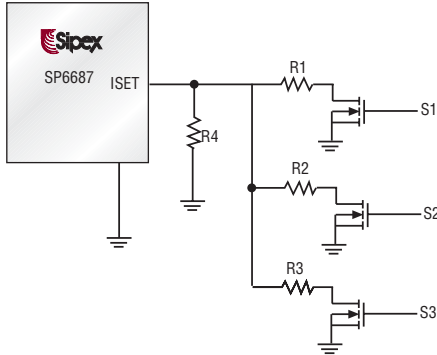 Sipex
SP6687
ISET
R1
S1
R4
R2
S2
R3
S3